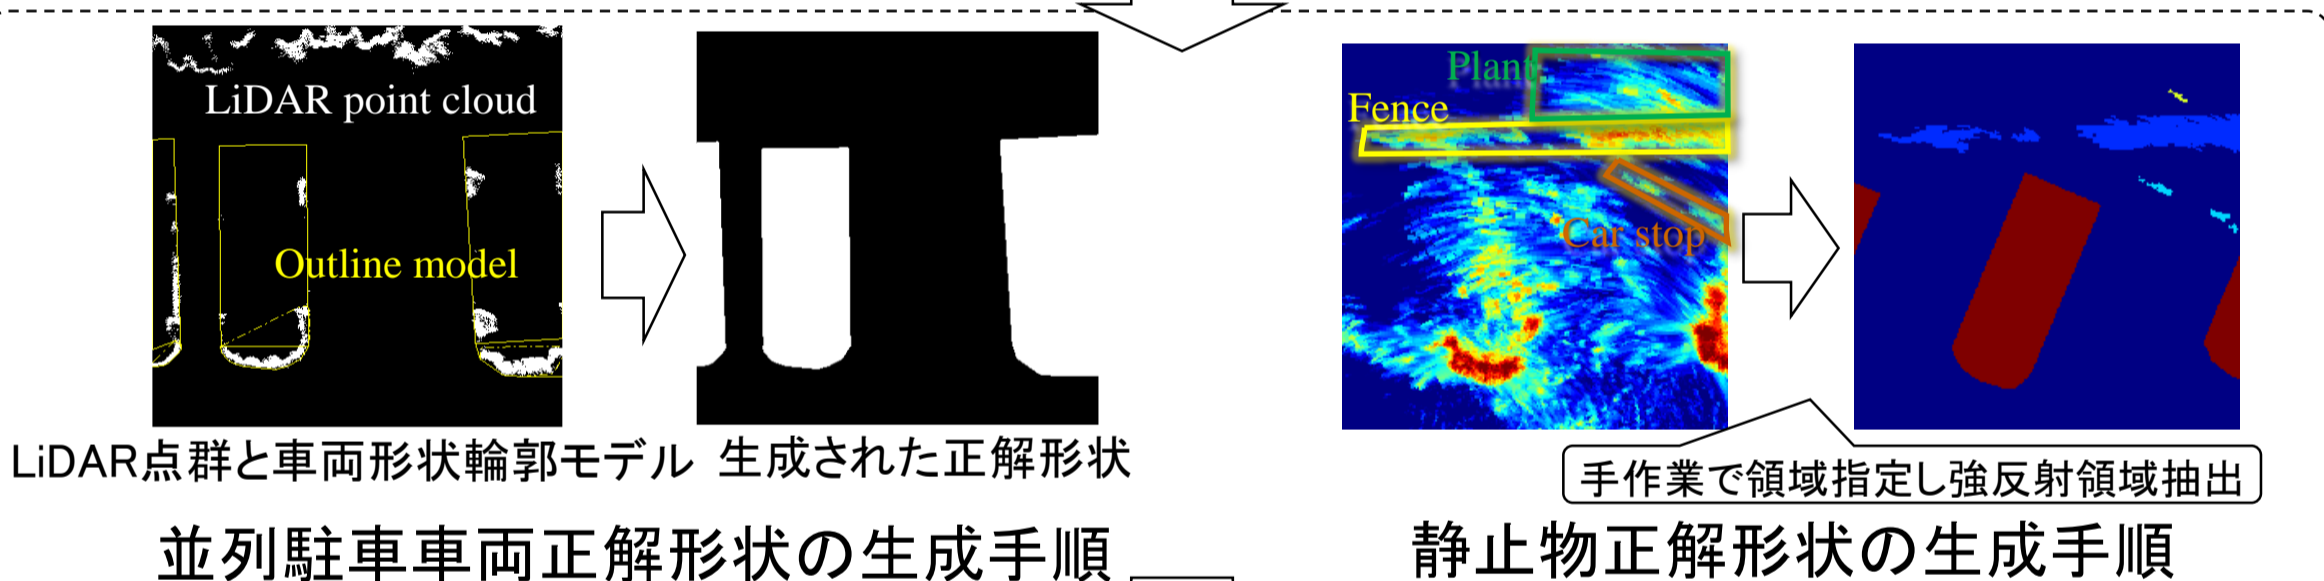 LiDAR point cloud
Outline model
LiDAR点群と車両形状輪郭モデル
生成された正解形状
並列駐車車両正解形状の生成手順
Plant
Fence
Car stop
手作業で領域指定し強反射領域抽出
静止物正解形状の生成手順